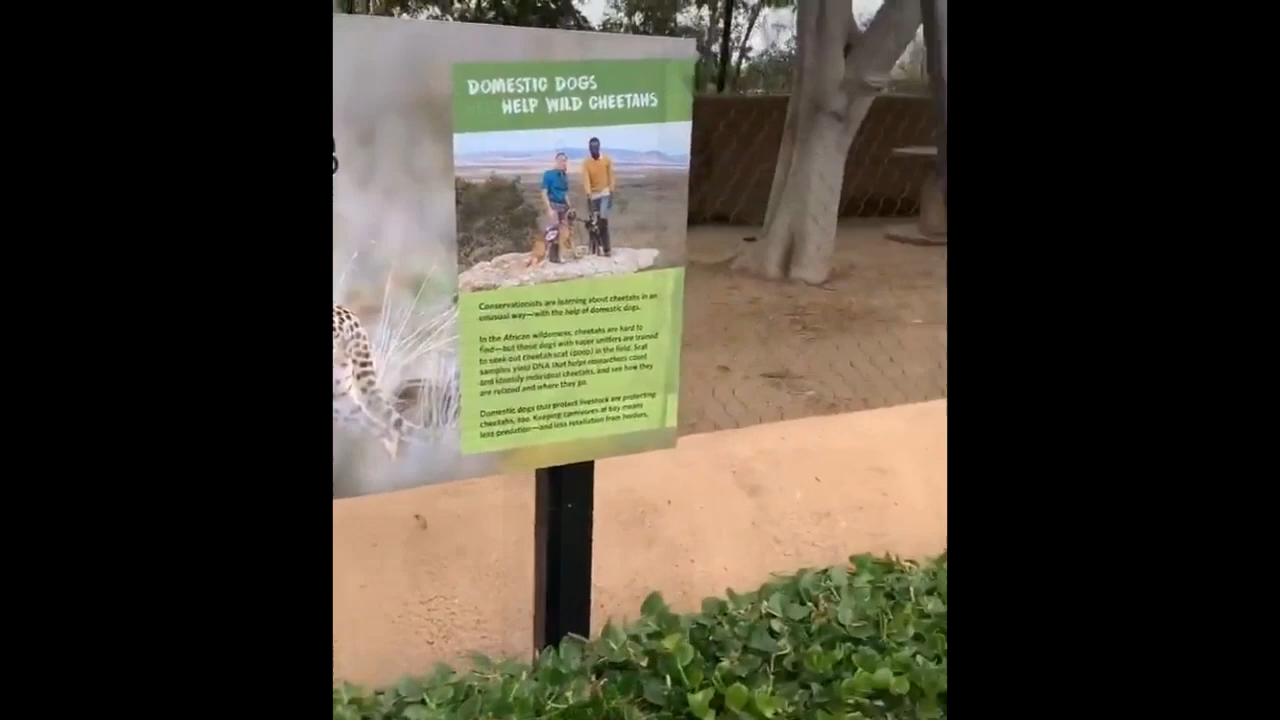 DOMESTIC DOGS
HELP WILD CHEETAHS
Conservationists are learning about cheetahs in an
unusual way—with the help of domestic dogs.
In the African wilderness, cheetahs are hard to
find—but these dogs with super sniffers are trained
to seek out cheetah scat (poop) in the field. Scat
samples yield DNA that helps researchers count
and identify individual cheetahs, and see how they
are related and where they go.
Domestic dogs that protect livestock are protecting
cheetahs, too. Keeping carnivores at bay means
less predation—and less retaliation from herders.